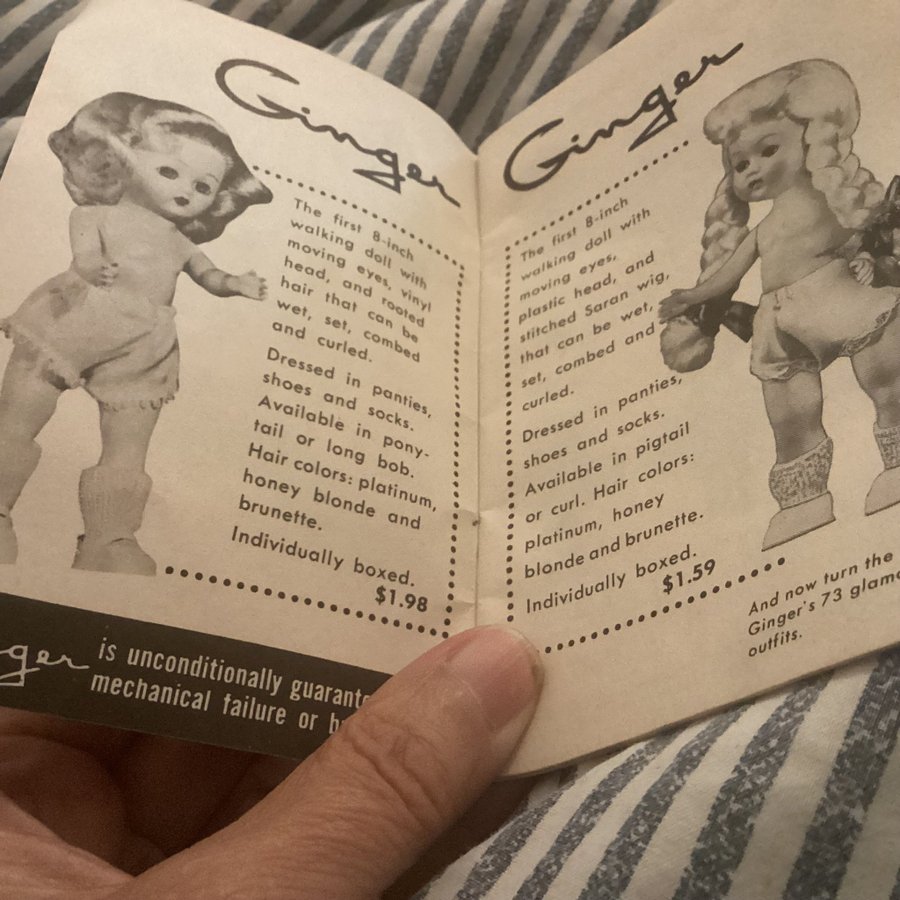 Ginger
The first 8-inch
walking doll with
moving eyes, vinyl
head, and rooted
hair that can be
wet, set, combed
and curled.
Dressed in panties,
shoes and socks.
Available in pony-
tail or long bob.
Hair colors: platinum,
honey blonde and
brunette.
Individually boxed.
$1.98
is unconditionally
mechanical failure or
Ginger
The first 8-inch
walking doll with
moving eyes,
plastic head, and
stitched Saran wig,
that can be wet,
set, combed and
curled.
Dressed in panties,
shoes and socks.
Available in pigtail
or curl. Hair colors:
platinum, honey
blonde and brunette.
Individually boxed.
$1.59
And now turn the
Ginger's 73
outfits.